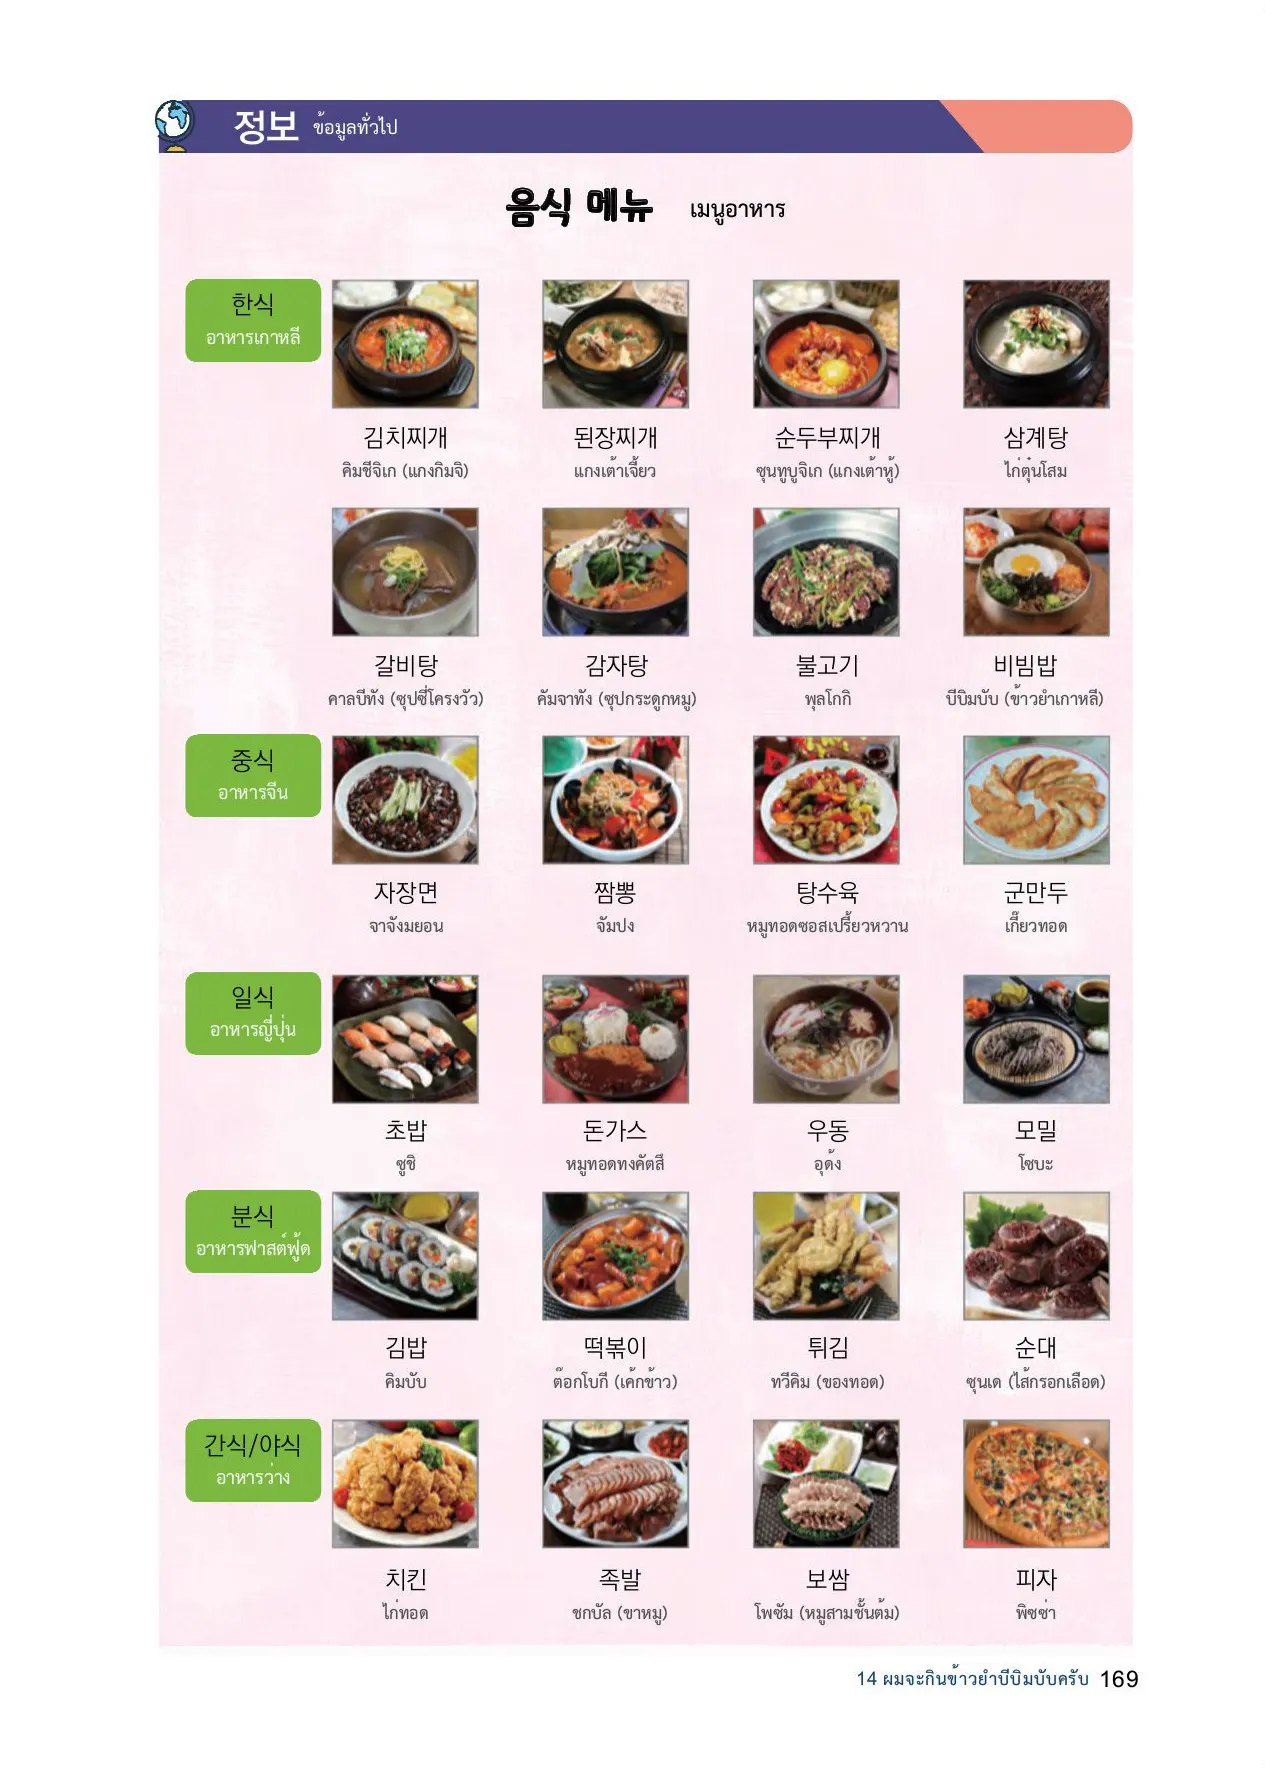 정보 ข้อมูลทั่วไป
음식 메뉴 เมนูอาหาร
한식
อาหารเกาหลี
김치찌개 된장찌개 순두부찌개 삼계탕
คิมชีจิเก (แกงกิมจิ) แกงเต้าเจี้ยว ซุนทูบูจิเก (แกงเต้าหู้) ไก่ตุ๋นโสม
갈비탕 감자탕 불고기 비빔밥
คาลบีทัง (ซุปซี่โครงวัว) คัมจาทัง (ซุปกระดูกหมู) พุลโกกิ บีบิมบับ (ข้าวยำเกาหลี)
중식
อาหารจีน
자장면 짬뽕 탕수육 군만두
จาจังมยอน จัมปง หมูทอดซอสเปรี้ยวหวาน เกี๊ยวทอด
일식
อาหารญี่ปุ่น
초밥 돈가스 우동 모밀
ซูชิ หมูทอดทงคัตสึ อุด้ง โซบะ
분식
อาหารฟาสต์ฟู้ด
김밥 떡볶이 튀김 순대
คิมบับ ต๊อกโบกี (เค้กข้าว) ทวีคิม (ของทอด) ซุนเด (ไส้กรอกเลือด)
간식/야식
อาหารว่าง
치킨 족발 보쌈 피자
ไก่ทอด ชกบัล (ขาหมู) โพซัม (หมูสามชั้นต้ม) พิซซ่า
14 ผมจะกินข้าวยำบีบิมบับครับ 169